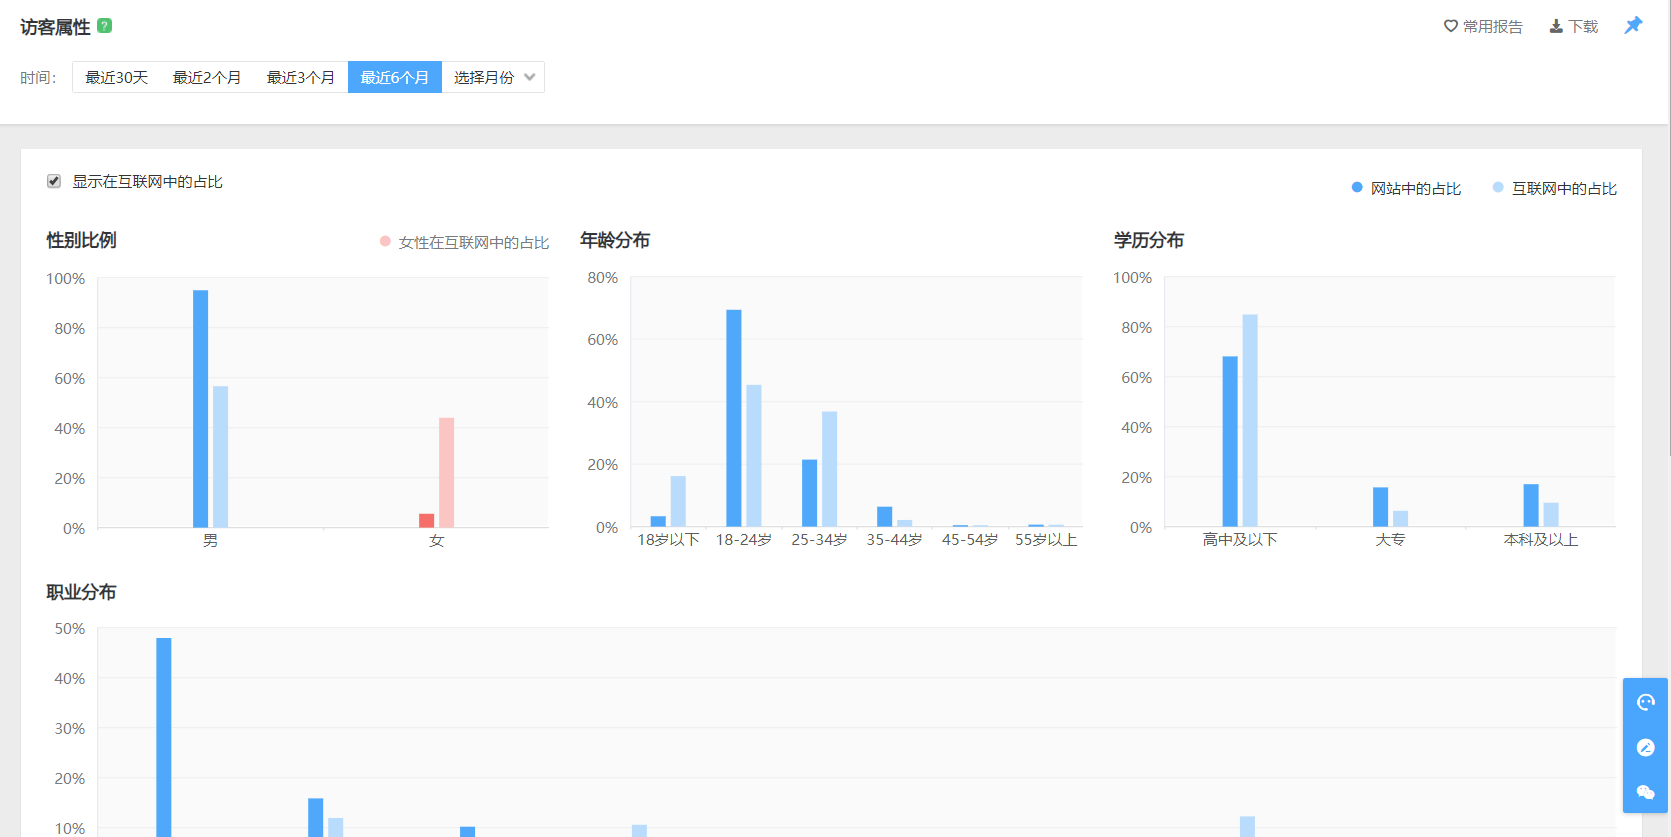 访客属性 ?
常用报告 下载
时间: 最近30天 最近2个月 最近3个月 最近6个月 选择月份
显示在互联网中的占比
网站中的占比 互联网中的占比
性别比例
女性在互联网中的占比
100%
80%
60%
40%
20%
0%
男 女
年龄分布
80%
60%
40%
20%
0%
18岁以下 18-24岁 25-34岁 35-44岁 45-54岁 55岁以上
学历分布
100%
80%
60%
40%
20%
0%
高中及以下 大专 本科及以上
职业分布
50%
40%
30%
20%
10%